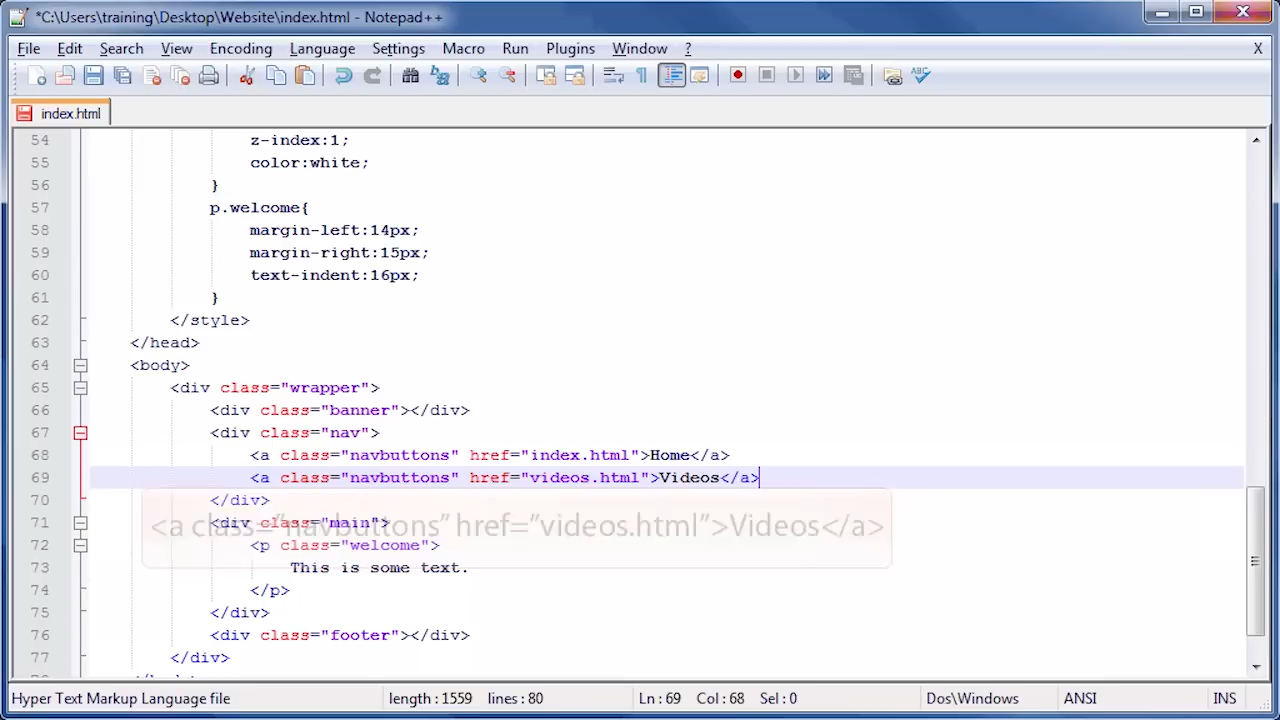 *C:\Users\training\Desktop\Website\index.html - Notepad++
File Edit Search View Encoding Language Settings Macro Run Plugins Window ? X
index.html
54 z-index:1;
55 color:white;
56 }
57 p.welcome{
58 margin-left:14px;
59 margin-right:15px;
60 text-indent:16px;
61 }
62 </style>
63 </head>
64 <body>
65 <div class="wrapper">
66 <div class="banner"></div>
67 <div class="nav">
68 <a class="navbuttons" href="index.html">Home</a>
69 <a class="navbuttons" href="videos.html">Videos</a>
70 </div>
71 <div class="main">
<a class="navbuttons" href="videos.html">Videos</a>
72 <p class="welcome">
73 This is some text.
74 </p>
75 </div>
76 <div class="footer"></div>
77 </div>
Hyper Text Markup Language file length : 1559 lines : 80 Ln : 69 Col : 68 Sel : 0 Dos\Windows ANSI INS